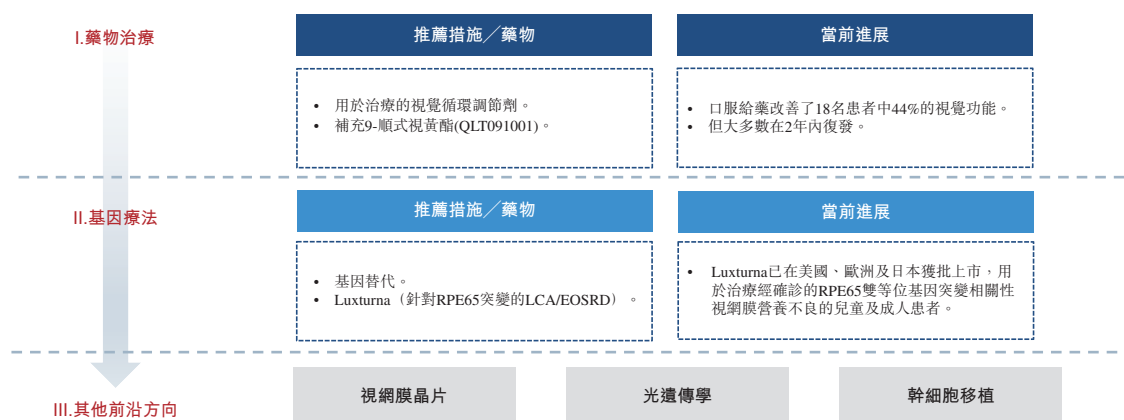 I.藥物治療
推薦措施／藥物
當前進展
• 用於治療的視覺循環調節劑。
• 補充9-順式視黃酯(QLT091001)。
• 口服給藥改善了18名患者中44%的視覺功能。
• 但大多數在2年內復發。
II.基因療法
推薦措施／藥物
當前進展
• 基因替代。
• Luxturna（針對RPE65突變的LCA/EOSRD）。
• Luxturna已在美國、歐洲及日本獲批上市，用
於治療經確診的RPE65雙等位基因突變相關性
視網膜營養不良的兒童及成人患者。
III.其他前沿方向
視網膜晶片
光遺傳學
幹細胞移植